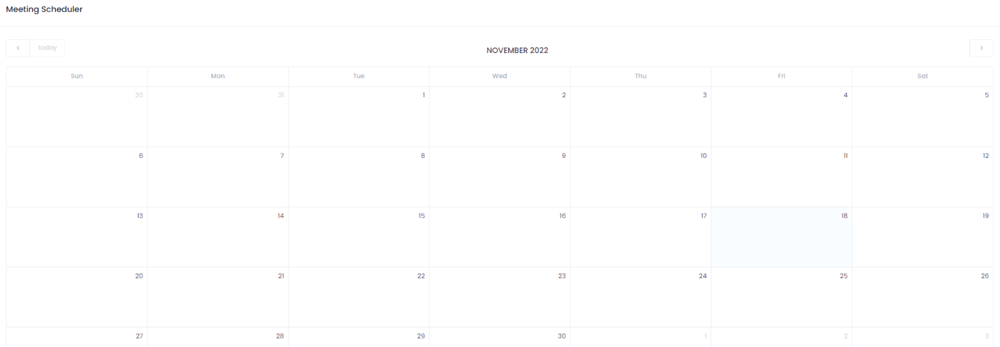 Meeting Scheduler
< today NOVEMBER 2022 >
Sun Mon Tue Wed Thu Fri Sat
30 31 1 2 3 4 5
6 7 8 9 10 11 12
13 14 15 16 17 18 19
20 21 22 23 24 25 26
27 28 29 30 1 2 3